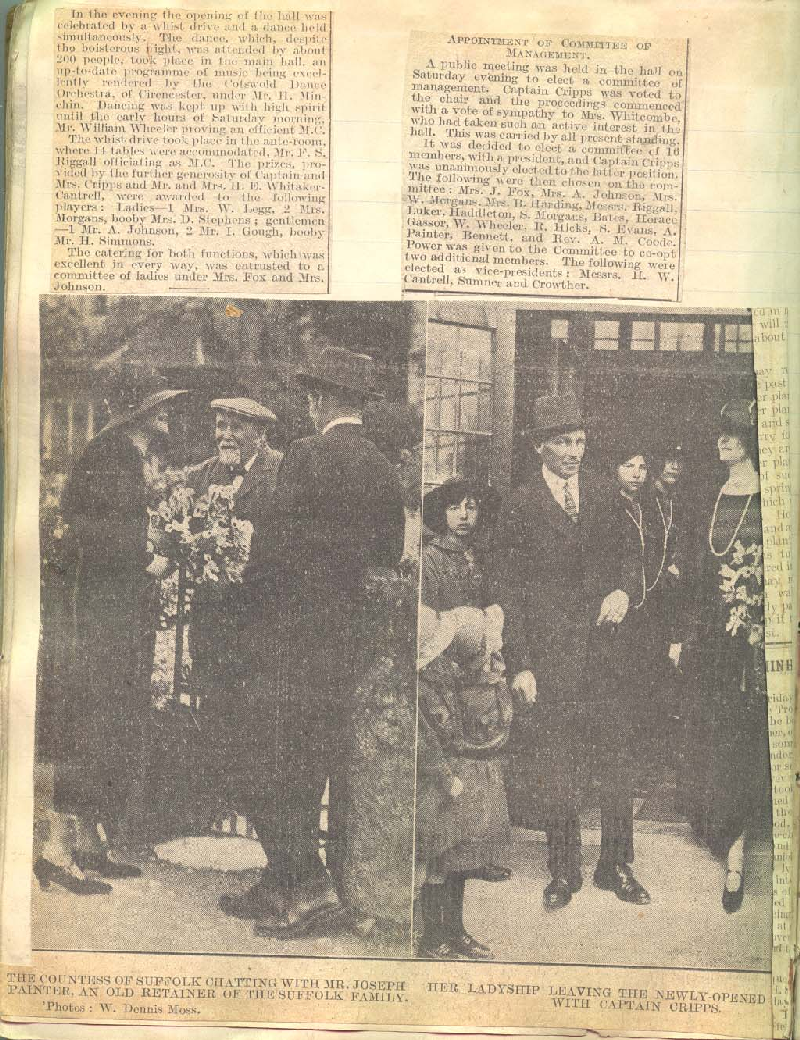 In the evening the opening of the hall was
celebrated by a whist drive and a dance held
simultaneously. The dance, which, despite
the boisterous night, was attended by about
200 people, took place in the main hall, an
up-to-date programme of music being excel-
lently rendered by the Cotswold Dance
Orchestra, of Cirencester, under Mr. H. Min-
chin. Dancing was kept up with high spirit
until the early hours of Saturday morning,
Mr. William Wheeler proving an efficient M.C.
The whist drive took place in the ante-room,
where 14 tables were accommodated, Mr. F. S.
Riggall officiating as M.C. The prizes, pro-
vided by the further generosity of Captain and
Mrs. Cripps and Mr. and Mrs. H. E. Whitaker-
Cantrell, were awarded to the following
players: Ladies—1 Mrs. W. Legg, 2 Mrs.
Morgans, booby Mrs. D. Stephens; gentlemen
—1 Mr. A. Johnson, 2 Mr. I. Gough, booby
Mr. H. Simmons.
The catering for both functions, which was
excellent in every way, was entrusted to a
committee of ladies under Mrs. Fox and Mrs.
Johnson.
APPOINTMENT OF COMMITTEE OF
MANAGEMENT.
A public meeting was held in the hall on
Saturday evening to elect a committee of
management. Captain Cripps was voted to
the chair and the proceedings commenced
with a vote of sympathy to Mrs. Whitcombe,
who had taken such an active interest in the
hall. This was carried by all present standing.
It was decided to elect a committee of 16
members, with a president, and Captain Cripps
was unanimously elected to the latter position.
The following were then chosen on the com-
mittee: Mrs. J. Fox, Mrs. A. Johnson, Mrs.
W. Morgans, Mrs. B. Harding, Messrs. Riggall,
Luker, Haddleton, S. Morgans, Bates, Horace
Gassor, W. Wheeler, R. Hicks, S. Evans, A.
Painter, Bennett, and Rev. A. M. Coode.
Power was given to the Committee to co-opt
two additional members. The following were
elected as vice-presidents: Messrs. H. W.
Cantrell, Sumner and Crowther.
will
about
THE COUNTESS OF SUFFOLK CHATTING WITH MR. JOSEPH
PAINTER, AN OLD RETAINER OF THE SUFFOLK FAMILY.
Photos: W. Dennis Moss.
HER LADYSHIP LEAVING THE NEWLY-OPENED
WITH CAPTAIN CRIPPS.